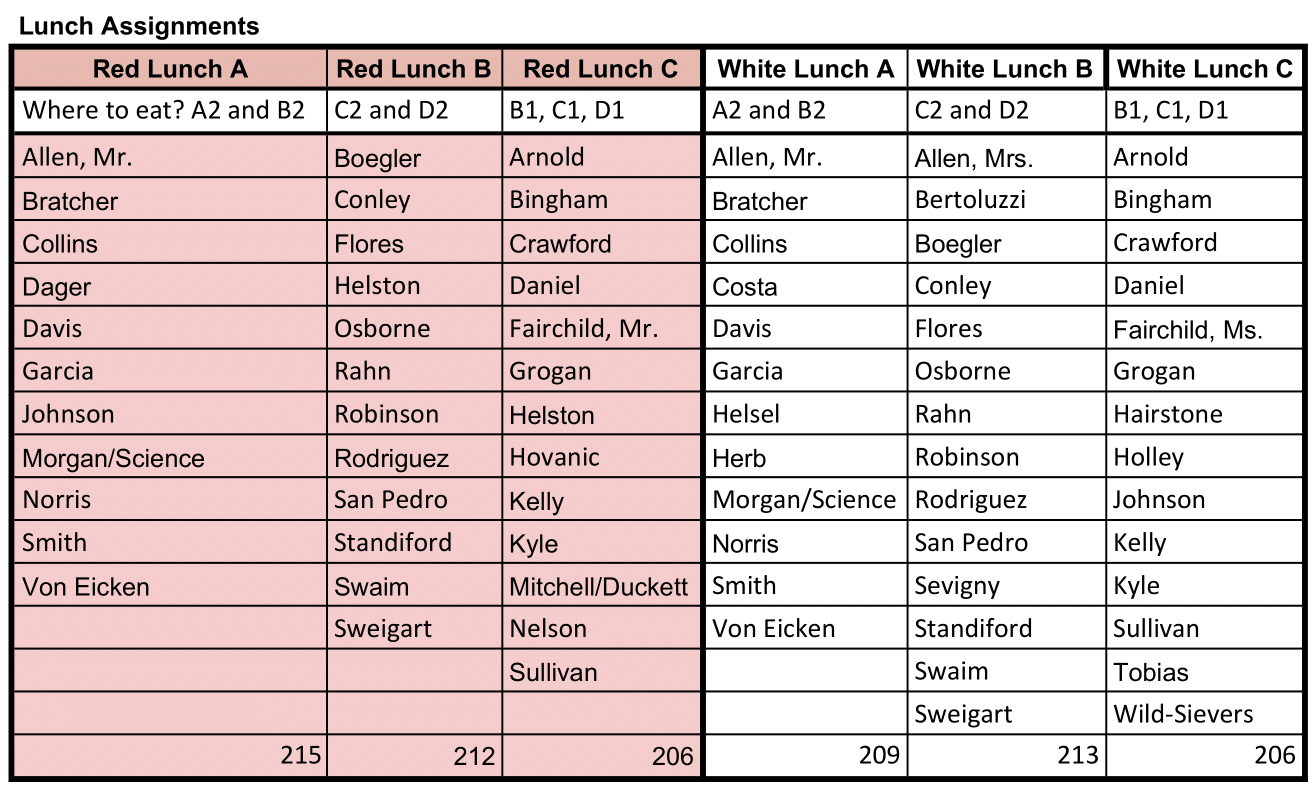 Lunch Assignments
Red Lunch A Red Lunch B Red Lunch C White Lunch A White Lunch B White Lunch C
Where to eat? A2 and B2 C2 and D2 B1, C1, D1 A2 and B2 C2 and D2 B1, C1, D1
Allen, Mr. Boegler Arnold Allen, Mr. Allen, Mrs. Arnold
Bratcher Conley Bingham Bratcher Bertoluzzi Bingham
Collins Flores Crawford Collins Boegler Crawford
Dager Helston Daniel Costa Conley Daniel
Davis Osborne Fairchild, Mr. Davis Flores Fairchild, Ms.
Garcia Rahn Grogan Garcia Osborne Grogan
Johnson Robinson Helston Helsel Rahn Hairstone
Morgan/Science Rodriguez Hovanic Herb Robinson Holley
Norris San Pedro Kelly Morgan/Science Rodriguez Johnson
Smith Standiford Kyle Norris San Pedro Kelly
Von Eicken Swaim Mitchell/Duckett Smith Sevigny Kyle
Sweigart Nelson Von Eicken Standiford Sullivan
Sullivan Swaim Tobias
Sweigart Wild-Sievers
215 212 206 209 213 206